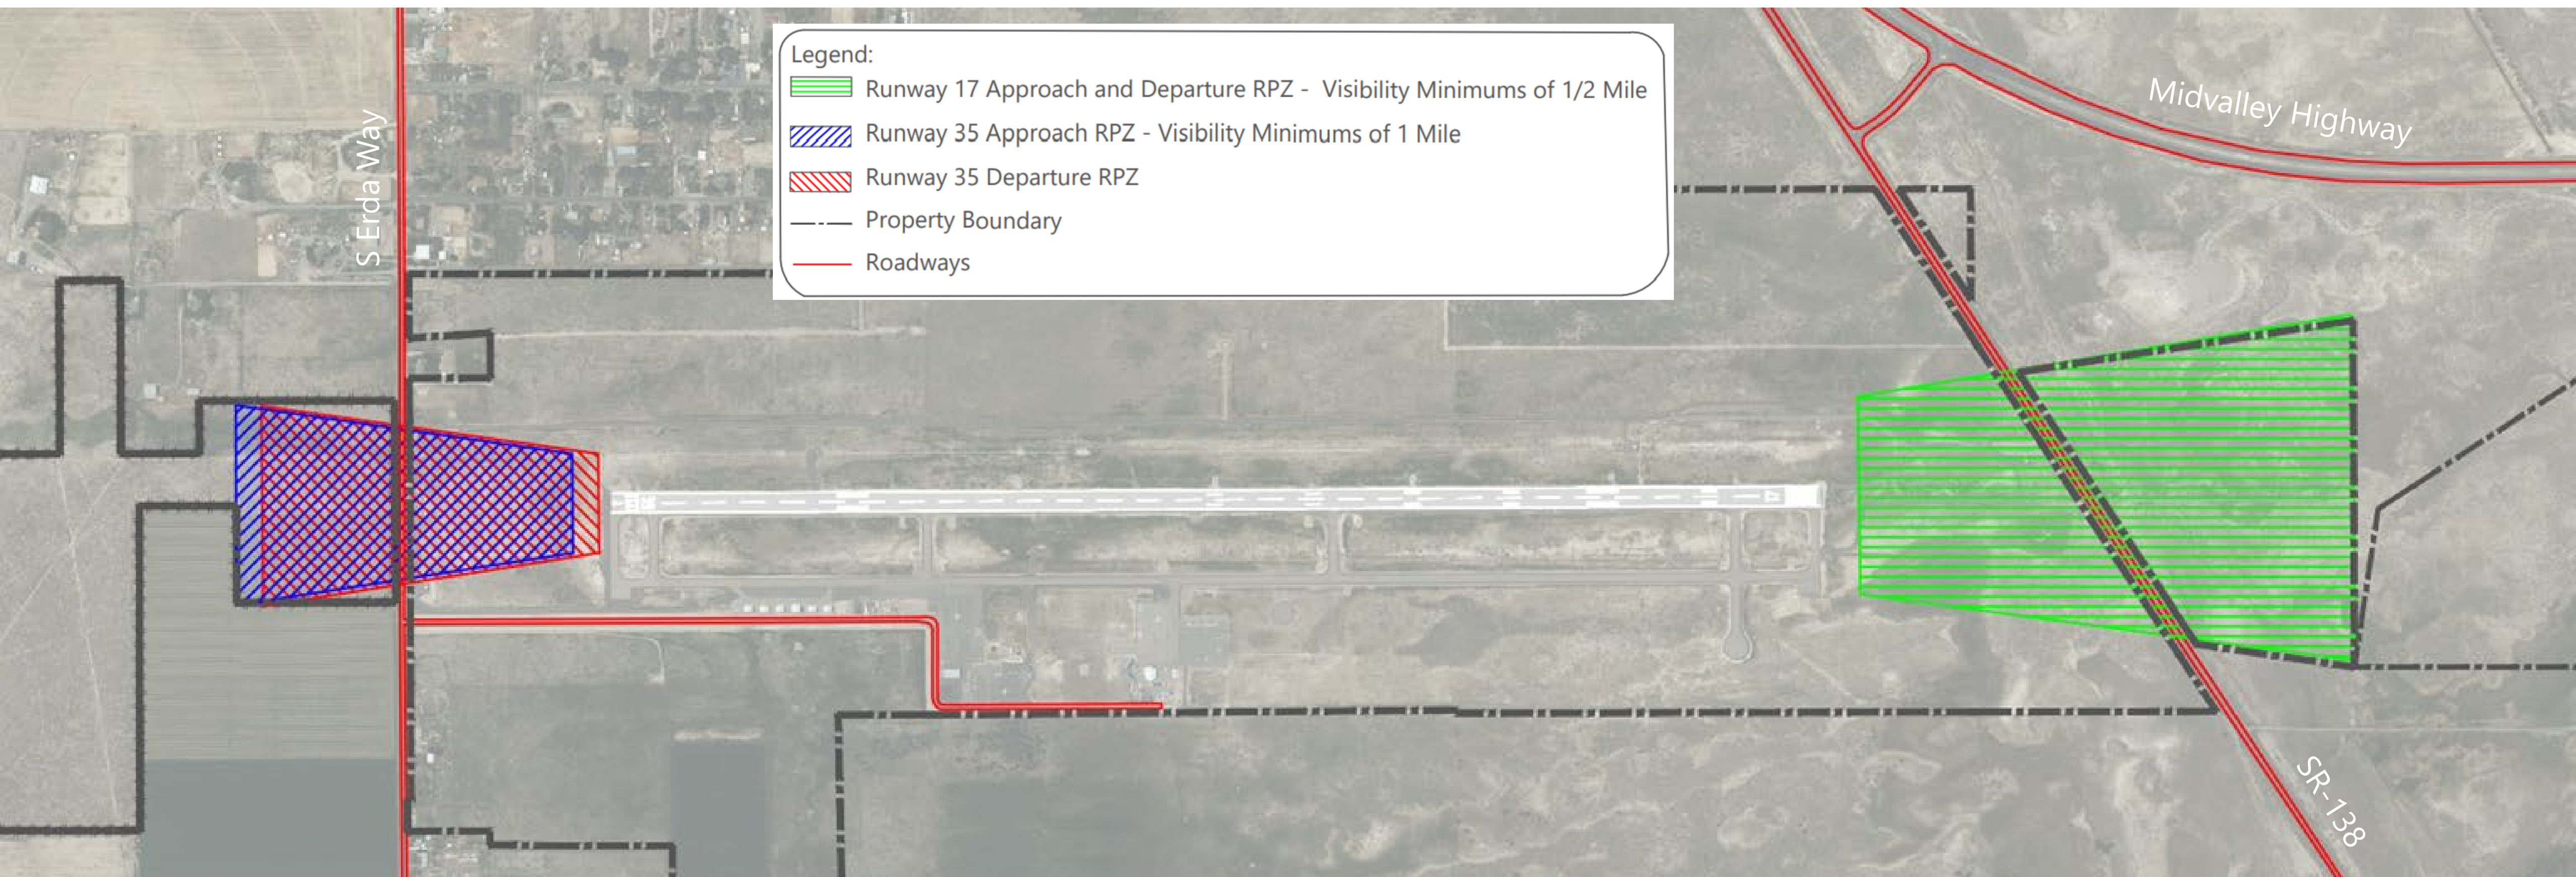 Legend:
Runway 17 Approach and Departure RPZ - Visibility Minimums of 1/2 Mile
Runway 35 Approach RPZ - Visibility Minimums of 1 Mile
Runway 35 Departure RPZ
Property Boundary
Roadways
S Erda Way
Midvalley Highway
17
SR-138